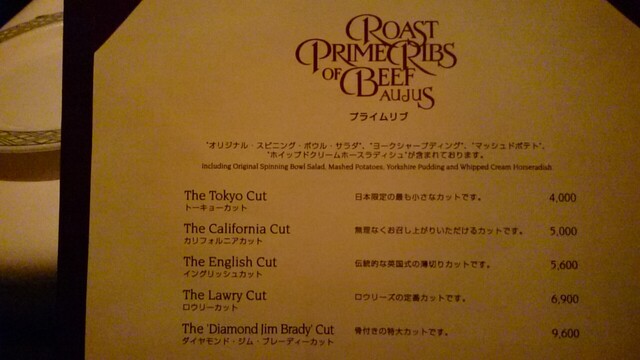 ROAST
PRIME RIBS
OF BEEF
AU JUS
プライムリブ
"オリジナル・スピニング・ボウル・サラダ"、"ヨークシャープディング"、"マッシュドポテト"、
"ホイップドクリームホースラディシュ"が含まれております。
Including Original Spinning Bowl Salad, Mashed Potatoes, Yorkshire Pudding and Whipped Cream Horseradish.
The Tokyo Cut 日本限定の最も小さなカットです。 4,000
トーキョーカット
The California Cut 無理なくお召し上がりいただけるカットです。 5,000
カリフォルニアカット
The English Cut 伝統的な英国式の薄切りカットです。 5,600
イングリッシュカット
The Lawry Cut ロウリーズの定番カットです。 6,900
ロウリーカット
The 'Diamond Jim Brady' Cut 骨付きの特大カットです。 9,600
ダイヤモンド・ジム・ブレーディーカット